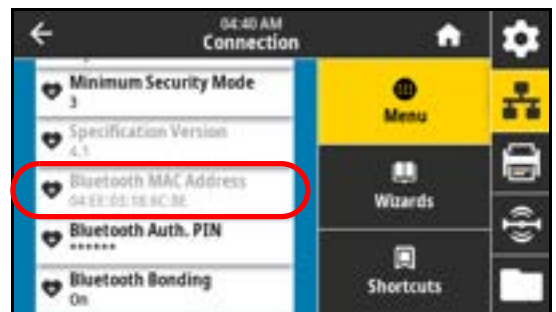 04:40 AM
Connection
Minimum Security Mode
3
Specification Version
4.1
Bluetooth MAC Address
Bluetooth Auth. PIN
******
Bluetooth Bonding
On
Menu
Wizards
Shortcuts